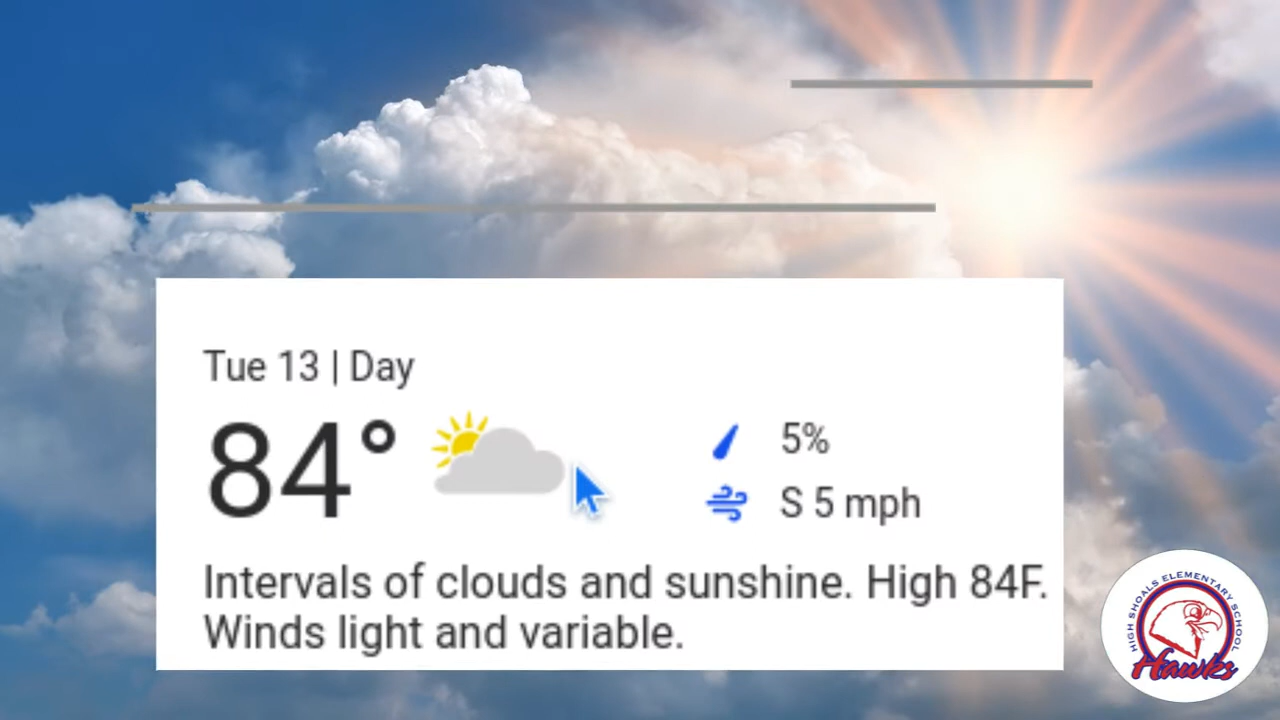 Tue 13 | Day
84°
5%
S 5 mph
Intervals of clouds and sunshine. High 84F.
Winds light and variable.
HIGH SHOALS ELEMENTARY SCHOOL
Hawks